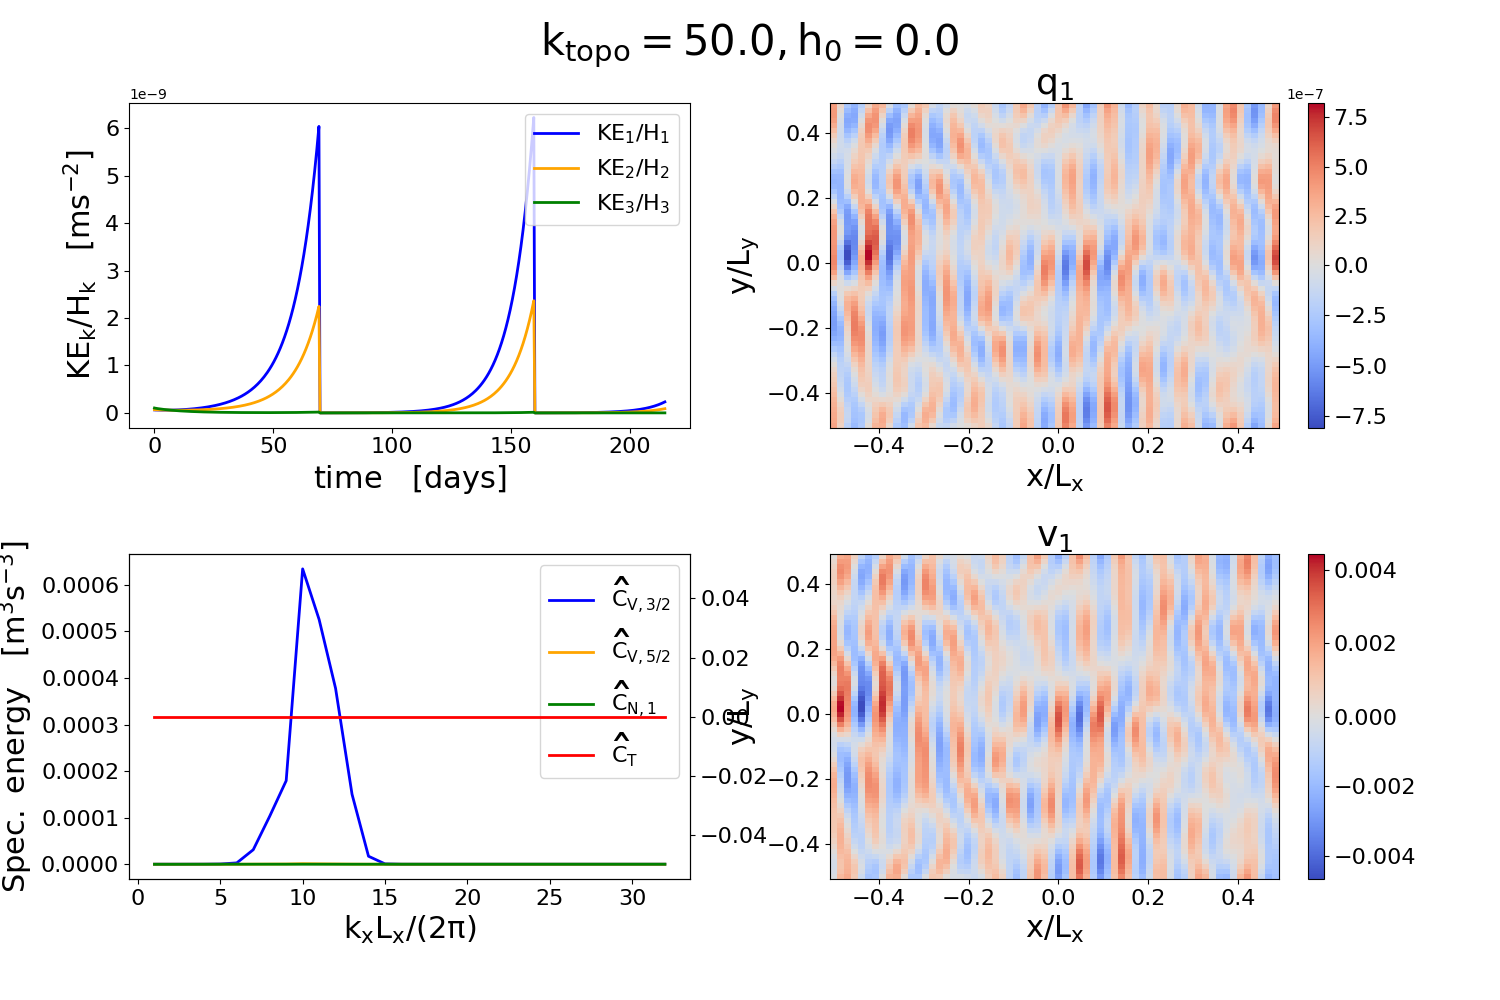 k_topo = 50.0, h_0 = 0.0
1e−9
KE_k/H_k [ms^−2]
6
5
4
3
2
1
0
0 50 100 150 200
time [days]
KE_1/H_1
KE_2/H_2
KE_3/H_3
q_1
y/L_y
0.4
0.2
0.0
−0.2
−0.4
−0.4 −0.2 0.0 0.2 0.4
x/L_x
1e−7
7.5
5.0
2.5
0.0
−2.5
−5.0
−7.5
Spec. energy [m^3s^−3]
0.0006
0.0005
0.0004
0.0003
0.0002
0.0001
0.0000
0 5 10 15 20 25 30
k_xL_x/(2π)
Ĉ_V, 3/2
Ĉ_V, 5/2
Ĉ_N, 1
Ĉ_T
0.04
0.02
0.00
−0.02
−0.04
v_1
y/L_y
0.4
0.2
0.0
−0.2
−0.4
−0.4 −0.2 0.0 0.2 0.4
x/L_x
0.004
0.002
0.000
−0.002
−0.004